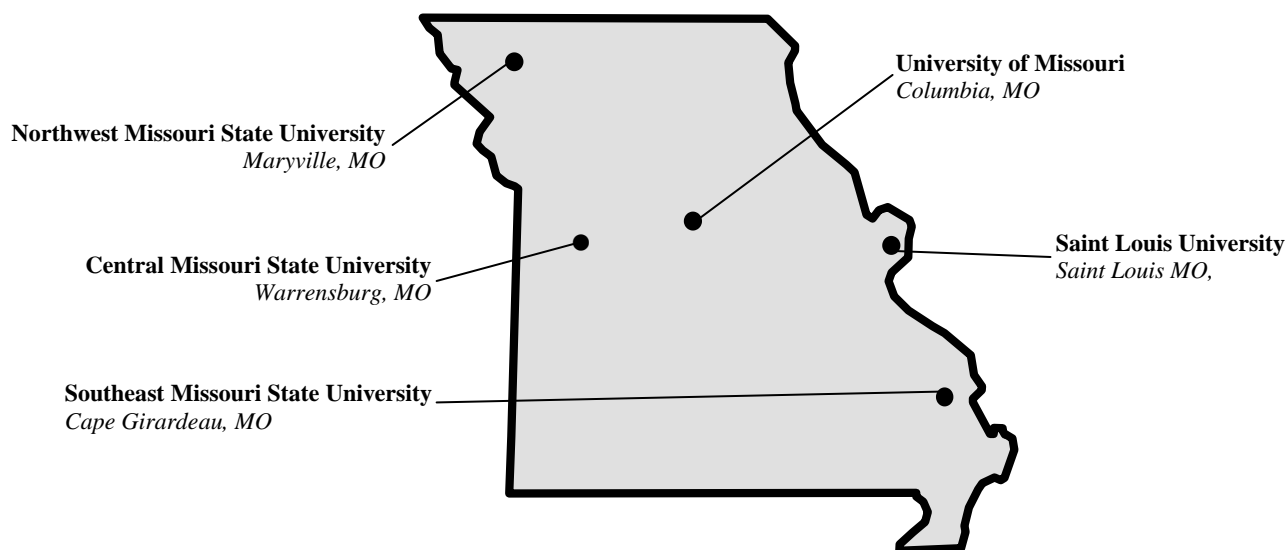 University of Missouri
Columbia, MO
Northwest Missouri State University
Maryville, MO
Saint Louis University
Saint Louis MO,
Central Missouri State University
Warrensburg, MO
Southeast Missouri State University
Cape Girardeau, MO